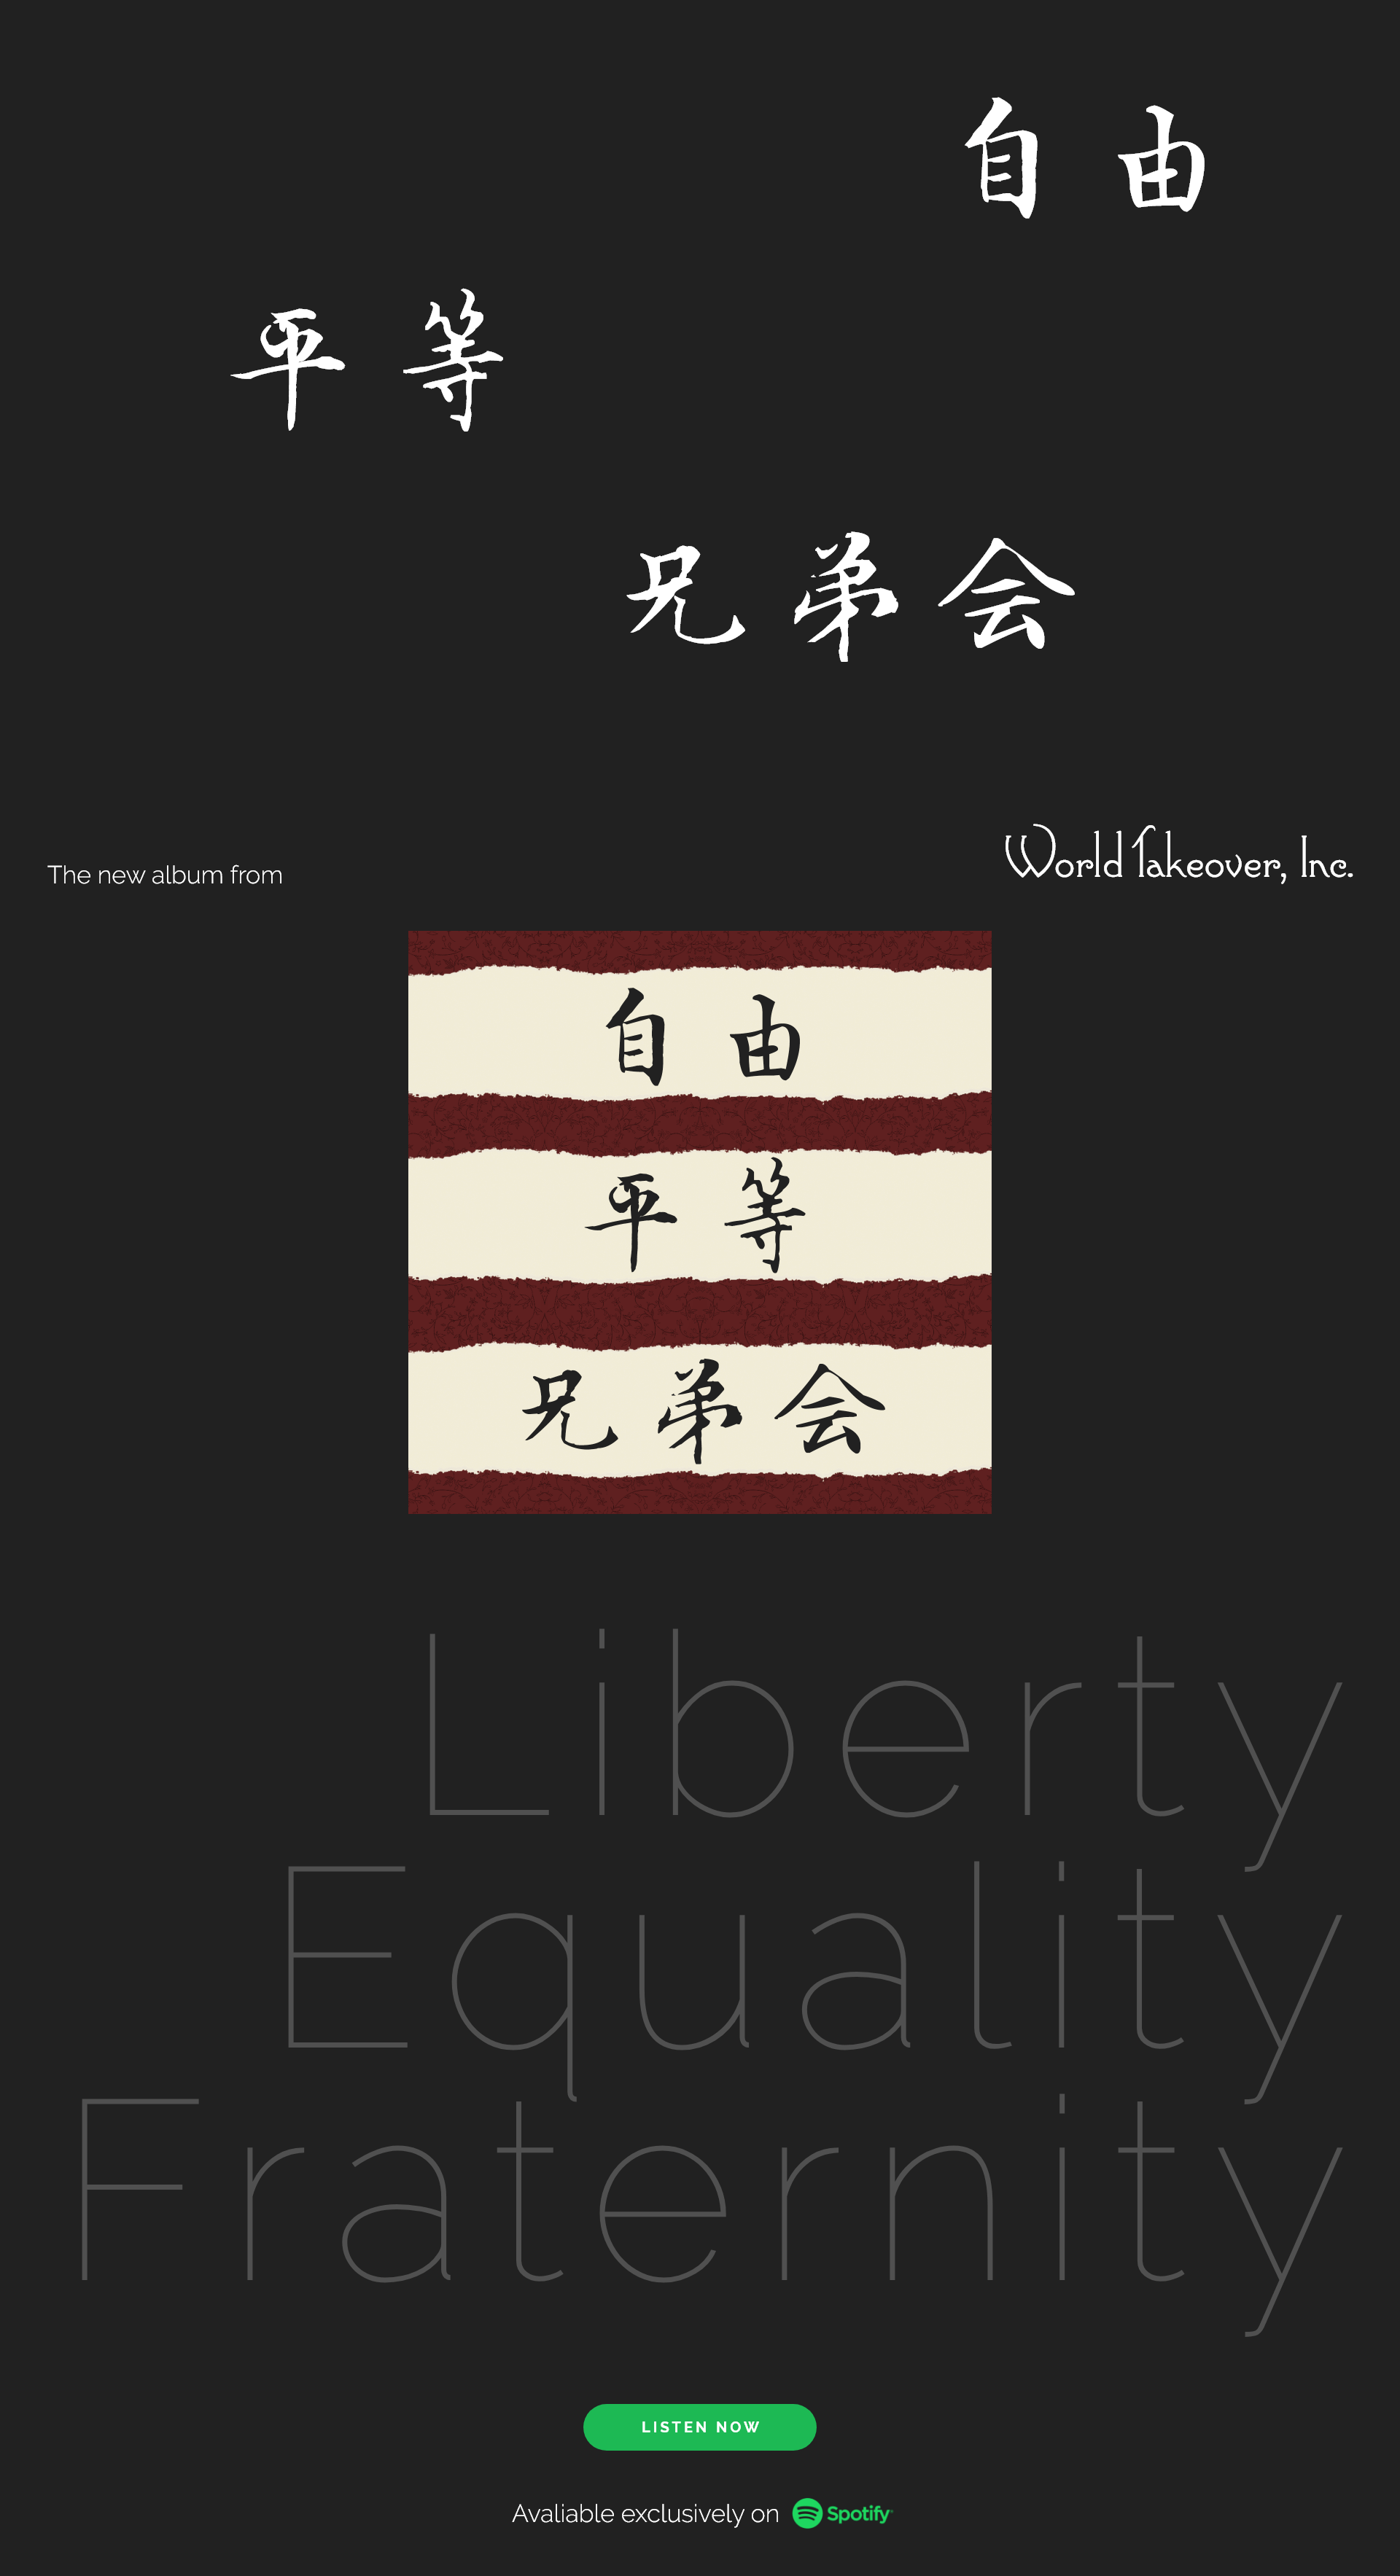 自由
平等
兄弟会
The new album from
World Takeover, Inc.
自由
平等
兄弟会
Liberty
Equality
Fraternity
LISTEN NOW
Avaliable exclusively on Spotify